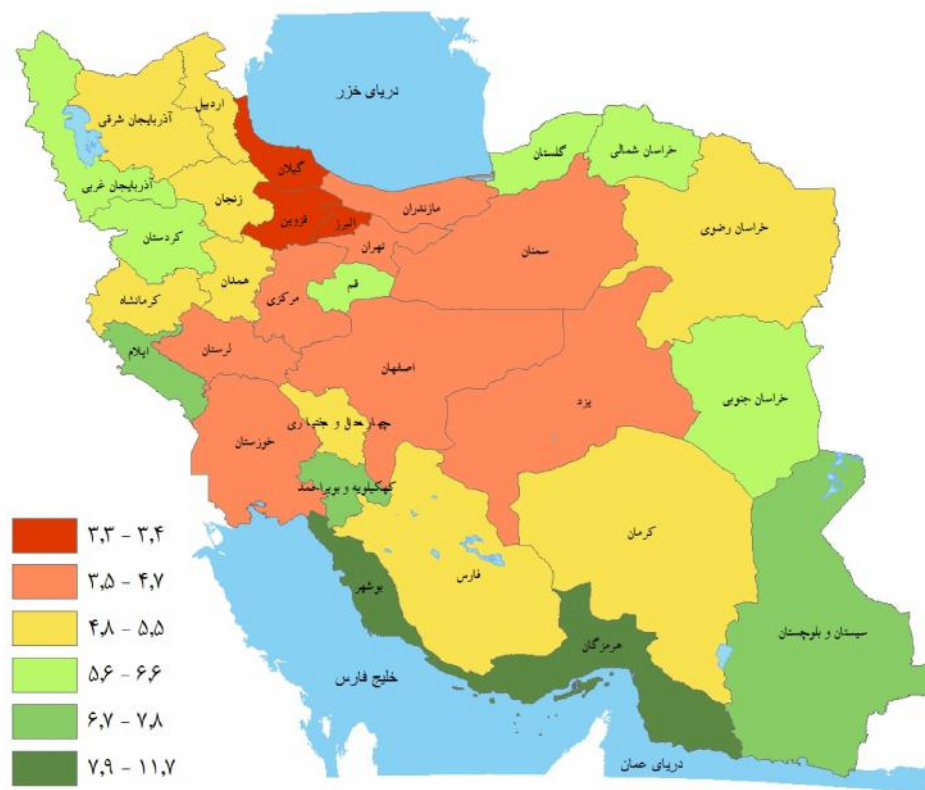 دریای خزر
اردبیل
آذربایجان شرقی
گیلان
گلستان
خراسان شمالی
آذربایجان غربی
زنجان
قزوین
البرز
مازندران
خراسان رضوی
کردستان
تهران
سمنان
همدان
قم
کرمانشاه
مرکزی
ایلام
لرستان
اصفهان
یزد
خراسان جنوبی
خوزستان
کهکیلویه و بویراحمد
۳,۳ - ۳,۴
۳,۵ - ۴,۷
۴,۸ - ۵,۵
۵,۶ - ۶,۶
۶,۷ - ۷,۸
۷,۹ - ۱۱,۷
کرمان
فارس
بوشهر
هرمزگان
سیستان و بلوچستان
خلیج فارس
دریای عمان